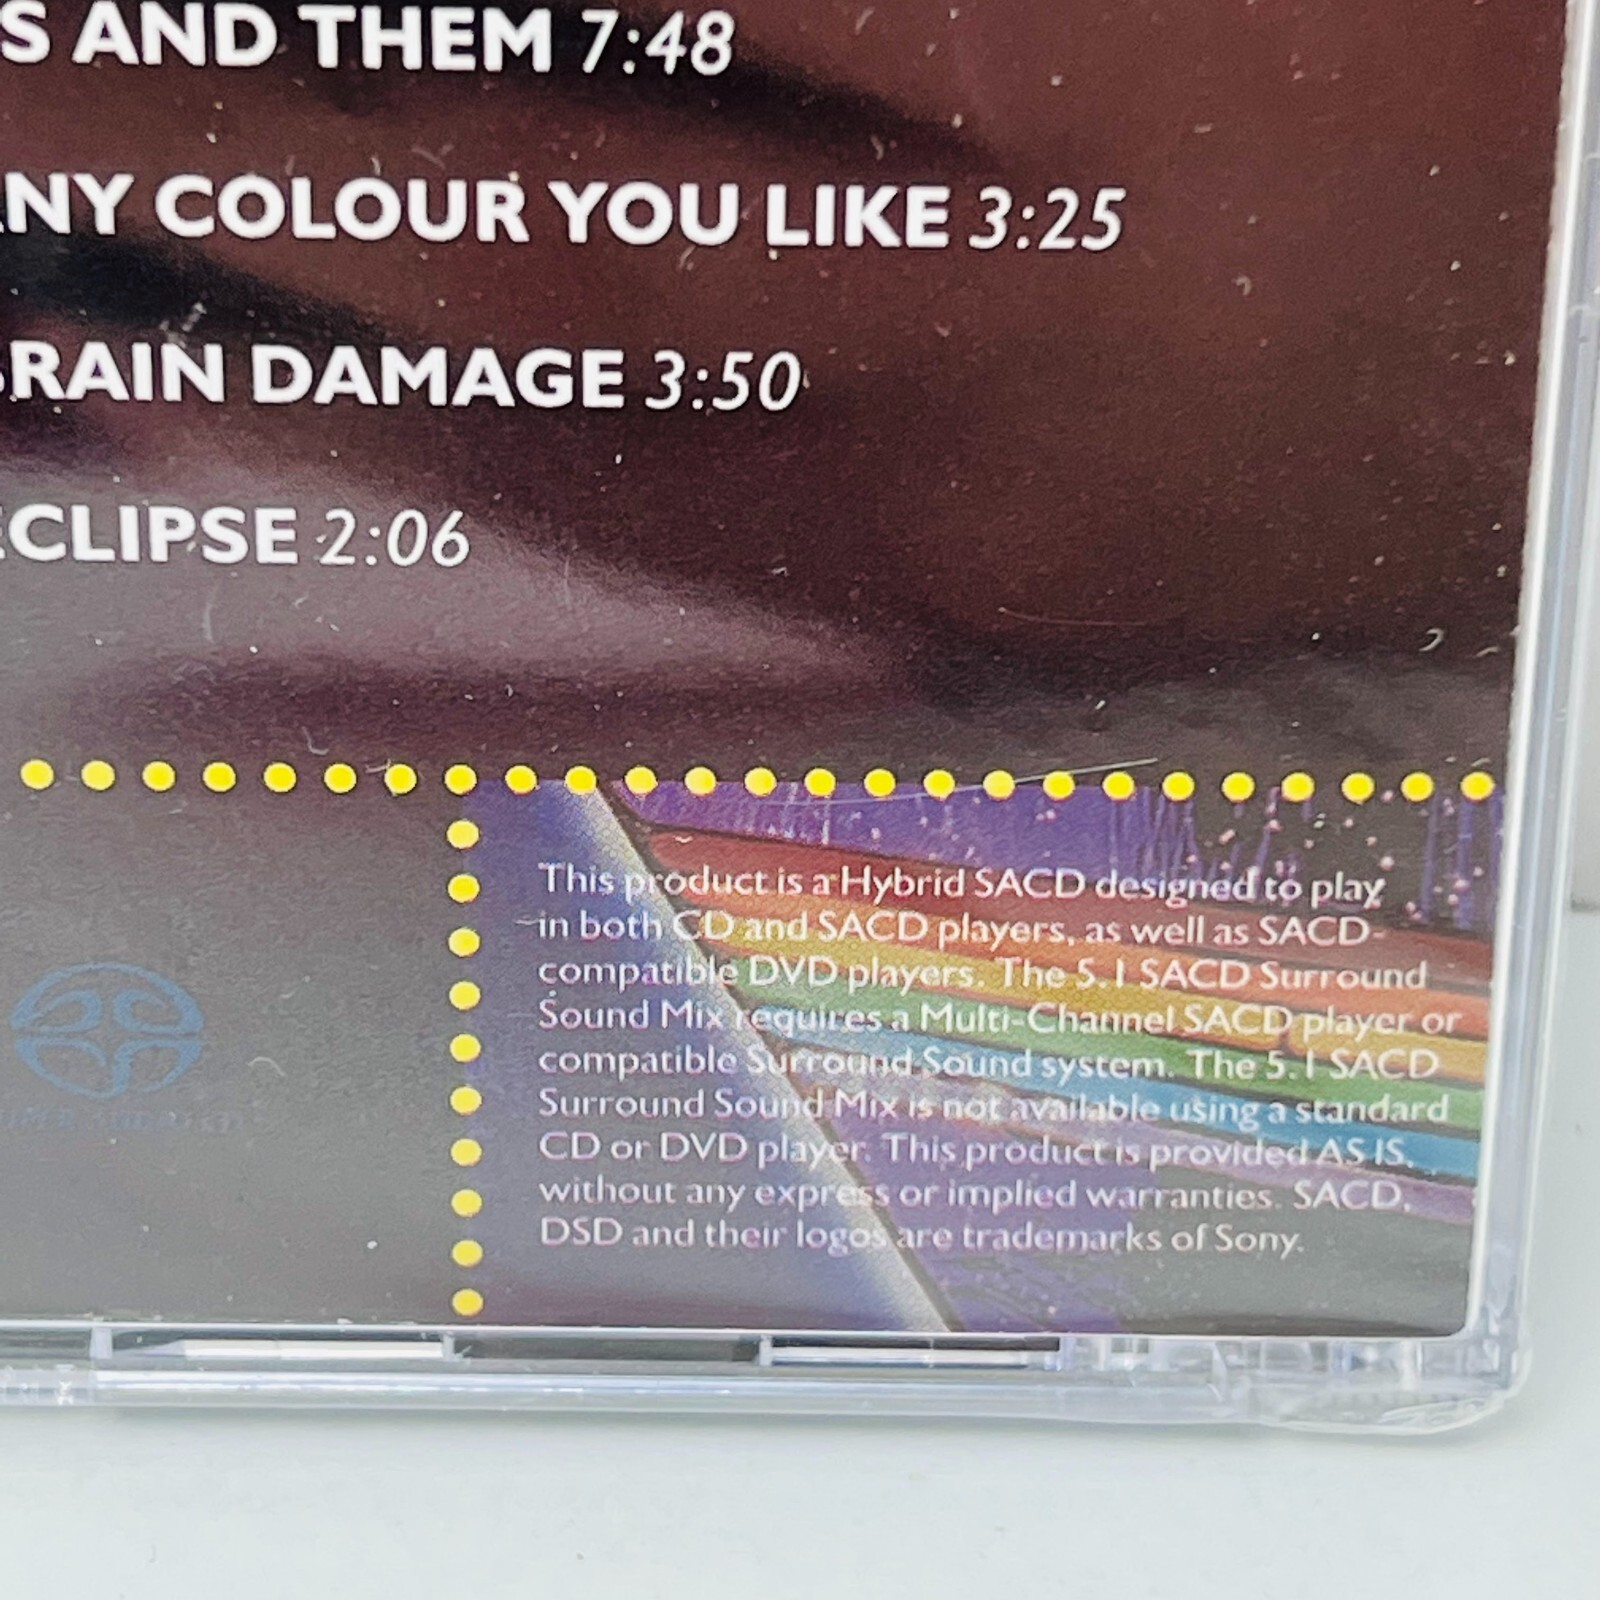 S AND THEM 7:48
ANY COLOUR YOU LIKE 3:25
BRAIN DAMAGE 3:50
ECLIPSE 2:06
This product is a Hybrid SACD designed to play
in both CD and SACD players, as well as SACD-
compatible DVD players. The 5.1 SACD Surround
Sound Mix requires a Multi-Channel SACD player or
compatible Surround Sound system. The 5.1 SACD
Surround Sound Mix is not available using a standard
CD or DVD player. This product is provided AS IS,
without any express or implied warranties. SACD,
DSD and their logos are trademarks of Sony.